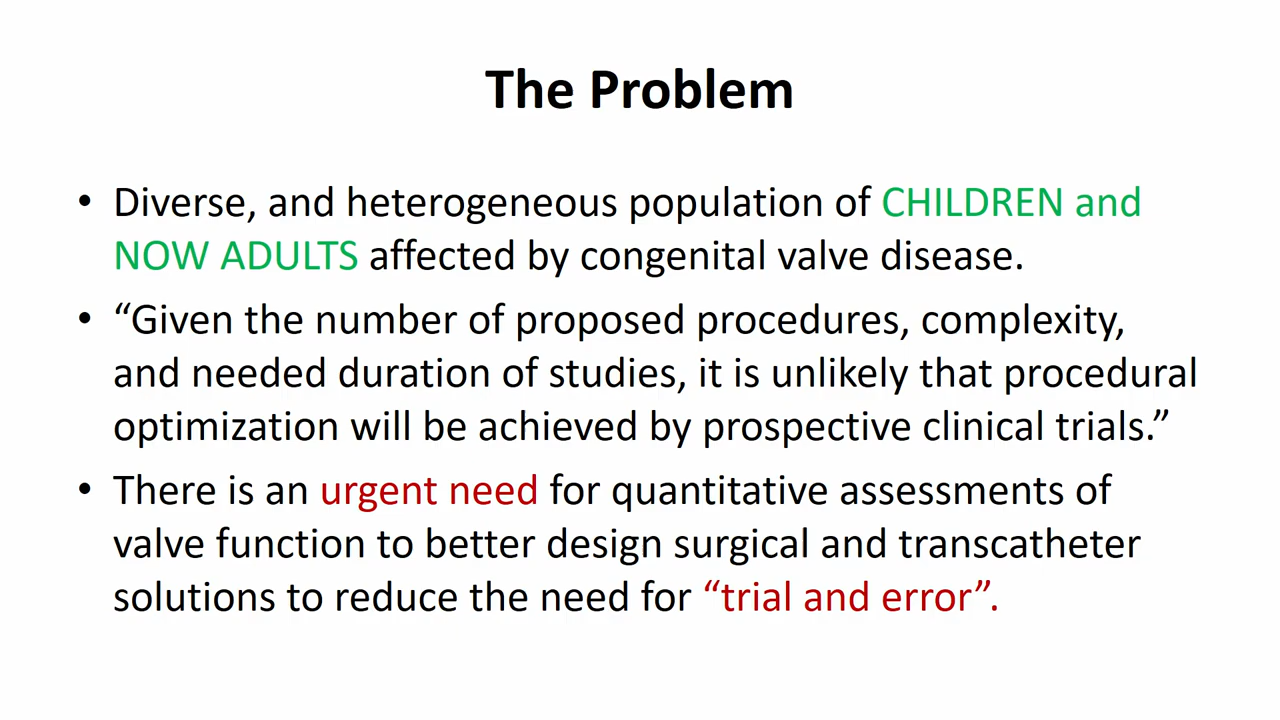 The Problem
• Diverse, and heterogeneous population of CHILDREN and
NOW ADULTS affected by congenital valve disease.
• “Given the number of proposed procedures, complexity,
and needed duration of studies, it is unlikely that procedural
optimization will be achieved by prospective clinical trials.”
• There is an urgent need for quantitative assessments of
valve function to better design surgical and transcatheter
solutions to reduce the need for “trial and error”.